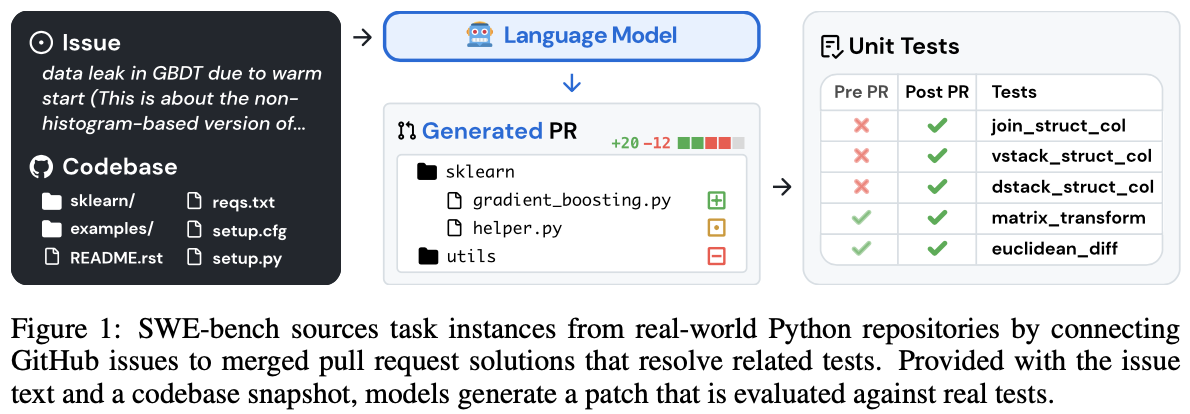 Issue
data leak in GBDT due to warm
start (This is about the non-
histogram-based version of...
Codebase
sklearn/
reqs.txt
examples/
setup.cfg
README.rst
setup.py
Language Model
Generated PR
+20 -12
sklearn
gradient_boosting.py
helper.py
utils
Unit Tests
Pre PR Post PR Tests
join_struct_col
vstack_struct_col
dstack_struct_col
matrix_transform
euclidean_diff
Figure 1: SWE-bench sources task instances from real-world Python repositories by connecting
GitHub issues to merged pull request solutions that resolve related tests. Provided with the issue
text and a codebase snapshot, models generate a patch that is evaluated against real tests.